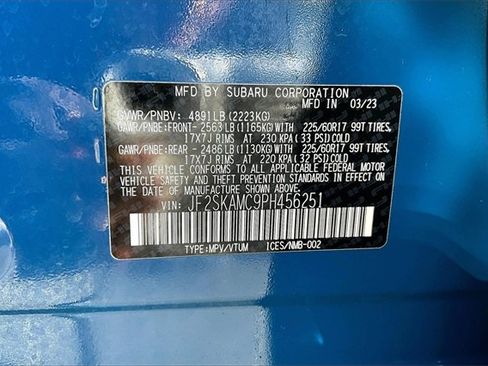 MFD BY SUBARU CORPORATION
MFD IN 03/23
GVWR/PNBV: 4891LB(2223KG)
GAWR/PNBE:FRONT-2563LB(1165KG)WITH 225/60R17 99T TIRES,
17X7J RIMS AT 230 KPA(33 PSI)COLD
GAWR/PNBE:REAR -2486LB(1130KG)WITH 225/60R17 99T TIRES,
17X7J RIMS AT 220 KPA(32 PSI)COLD
THIS VEHICLE CONFORMS TO ALL APPLICABLE FEDERAL MOTOR
VEHICLE SAFETY, BUMPER, AND THEFT PREVENTION STANDARDS
IN EFFECT ON THE DATE OF MANUFACTURE SHOWN ABOVE.
VIN: JF2SKAMC9PH456251
TYPE:MPV/VTUM ICES/NMB-002